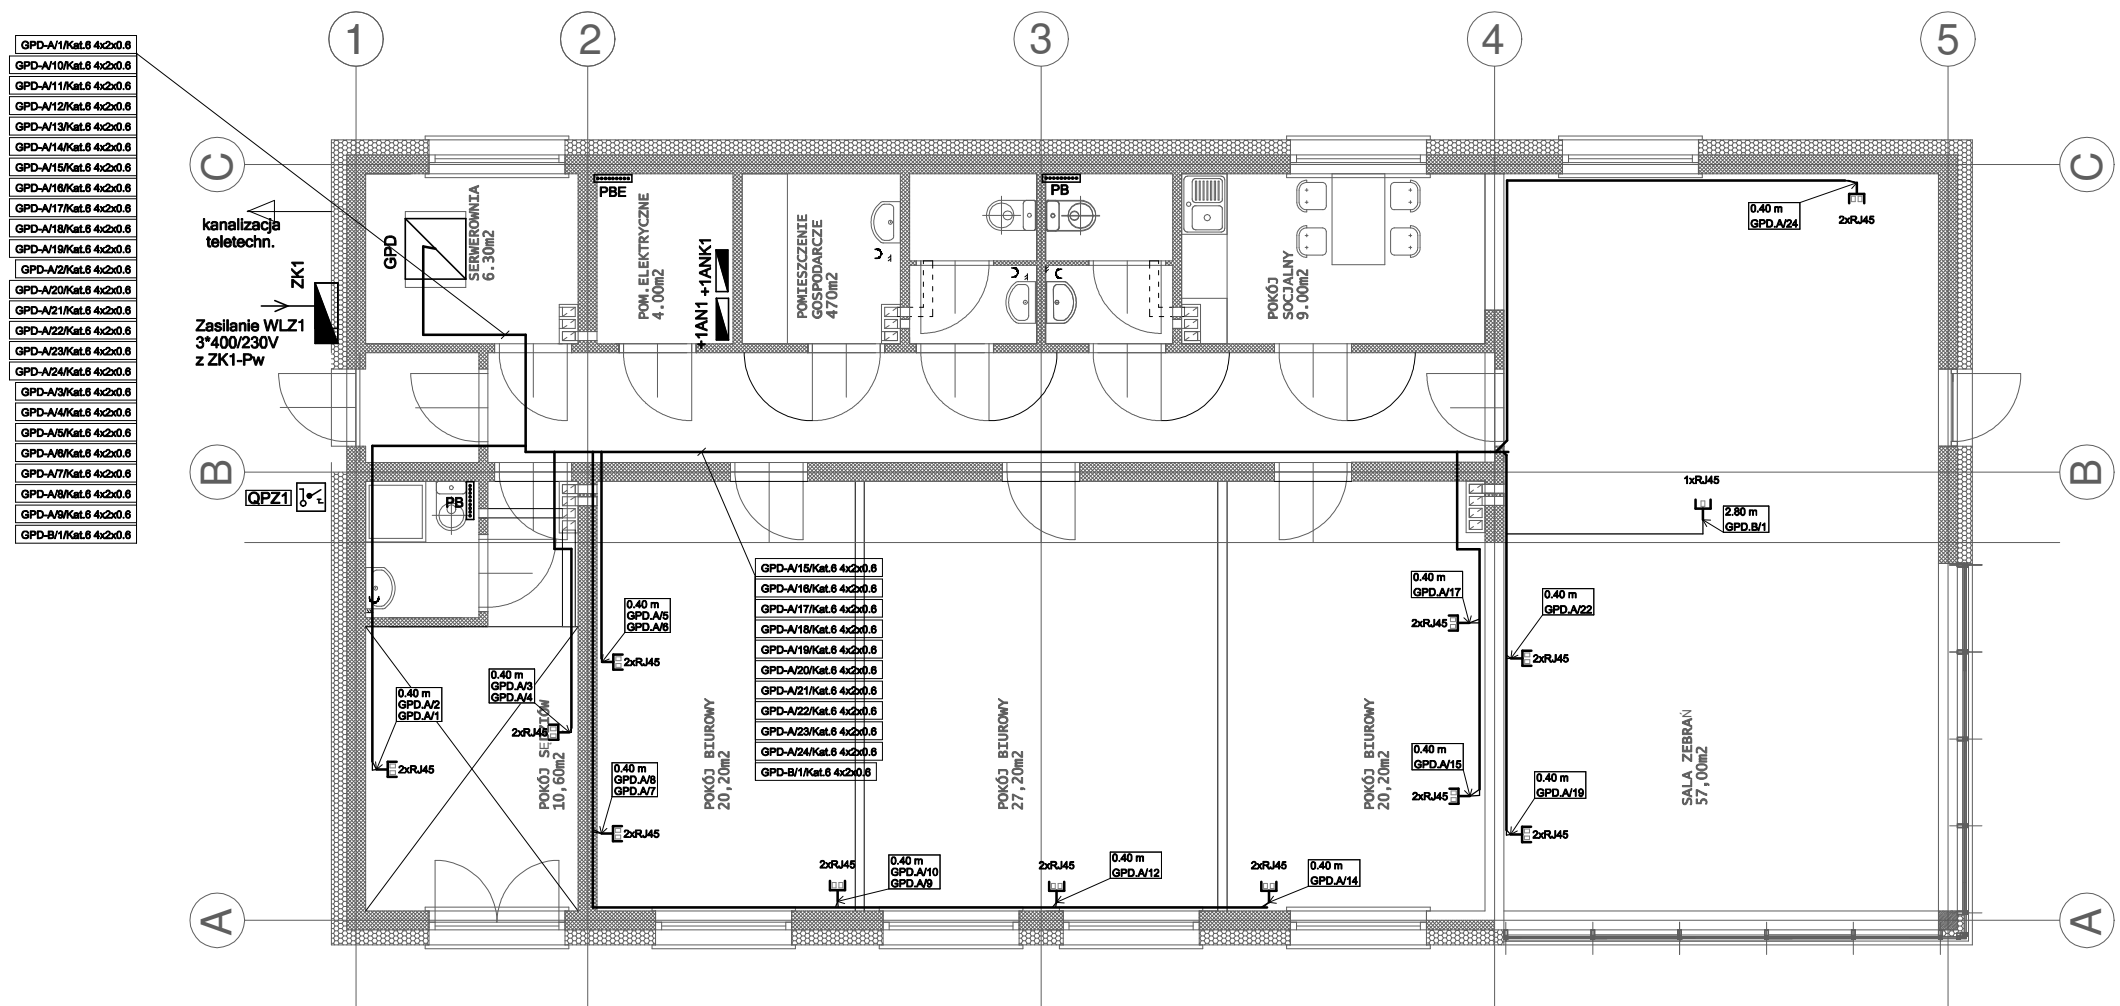 1
2
3
4
5
GPD-A/1/Kat.6 4x2x0.6
GPD-A/10/Kat.6 4x2x0.6
GPD-A/11/Kat.6 4x2x0.6
GPD-A/12/Kat.6 4x2x0.6
GPD-A/13/Kat.6 4x2x0.6
GPD-A/14/Kat.6 4x2x0.6
GPD-A/15/Kat.6 4x2x0.6
GPD-A/16/Kat.6 4x2x0.6
GPD-A/17/Kat.6 4x2x0.6
GPD-A/18/Kat.6 4x2x0.6
GPD-A/19/Kat.6 4x2x0.6
GPD-A/2/Kat.6 4x2x0.6
GPD-A/20/Kat.6 4x2x0.6
GPD-A/21/Kat.6 4x2x0.6
GPD-A/22/Kat.6 4x2x0.6
GPD-A/23/Kat.6 4x2x0.6
GPD-A/24/Kat.6 4x2x0.6
GPD-A/3/Kat.6 4x2x0.6
GPD-A/4/Kat.6 4x2x0.6
GPD-A/5/Kat.6 4x2x0.6
GPD-A/6/Kat.6 4x2x0.6
GPD-A/7/Kat.6 4x2x0.6
GPD-A/8/Kat.6 4x2x0.6
GPD-A/9/Kat.6 4x2x0.6
GPD-B/1/Kat.6 4x2x0.6
C
C
kanalizacja
teletechn.
ZK1
Zasilanie WLZ1
3*400/230V
z ZK1-Pw
GPD
SERWEROWNIA
6.30m2
PBE
POM.ELEKTRYCZNE
4.00m2
+1AN1 +1ANK1
POMIESZCZENIE
GOSPODARCZE
470m2
PB
POKÓJ
SOCJALNY
9.00m2
0.40 m
GPD.A/24
2xRJ45
B
B
QPZ1
PB
1xRJ45
2.80 m
GPD.B/1
GPD-A/15/Kat.6 4x2x0.6
GPD-A/16/Kat.6 4x2x0.6
GPD-A/17/Kat.6 4x2x0.6
GPD-A/18/Kat.6 4x2x0.6
GPD-A/19/Kat.6 4x2x0.6
GPD-A/20/Kat.6 4x2x0.6
GPD-A/21/Kat.6 4x2x0.6
GPD-A/22/Kat.6 4x2x0.6
GPD-A/23/Kat.6 4x2x0.6
GPD-A/24/Kat.6 4x2x0.6
GPD-B/1/Kat.6 4x2x0.6
0.40 m
GPD.A/5
GPD.A/6
2xRJ45
0.40 m
GPD.A/17
2xRJ45
0.40 m
GPD.A/22
2xRJ45
0.40 m
GPD.A/2
GPD.A/1
2xRJ45
0.40 m
GPD.A/3
GPD.A/4
2xRJ45
POKÓJ SĘDZIÓW
10,60m2
0.40 m
GPD.A/8
GPD.A/7
2xRJ45
POKÓJ BIUROWY
20,20m2
POKÓJ BIUROWY
27,20m2
POKÓJ BIUROWY
20,20m2
0.40 m
GPD.A/15
2xRJ45
0.40 m
GPD.A/19
2xRJ45
SALA ZEBRAŃ
57,00m2
2xRJ45
0.40 m
GPD.A/10
GPD.A/9
2xRJ45
0.40 m
GPD.A/12
2xRJ45
0.40 m
GPD.A/14
A
A